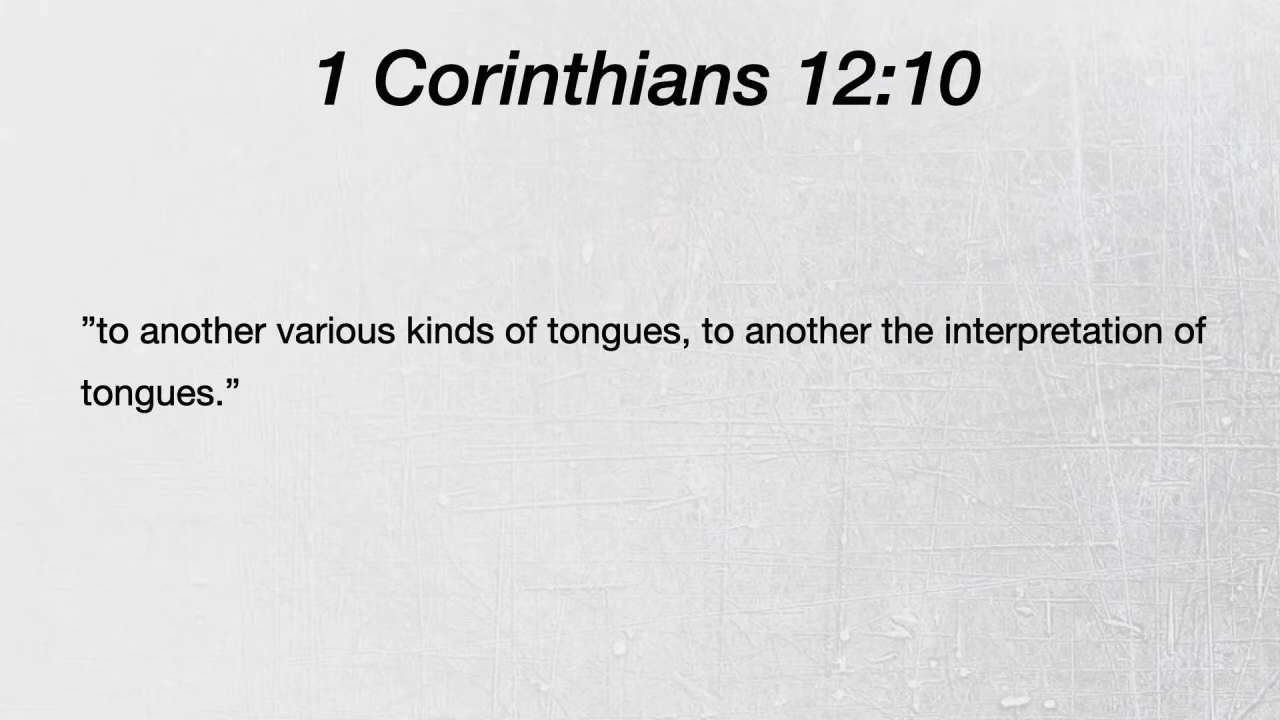 1 Corinthians 12:10
”to another various kinds of tongues, to another the interpretation of
tongues.”